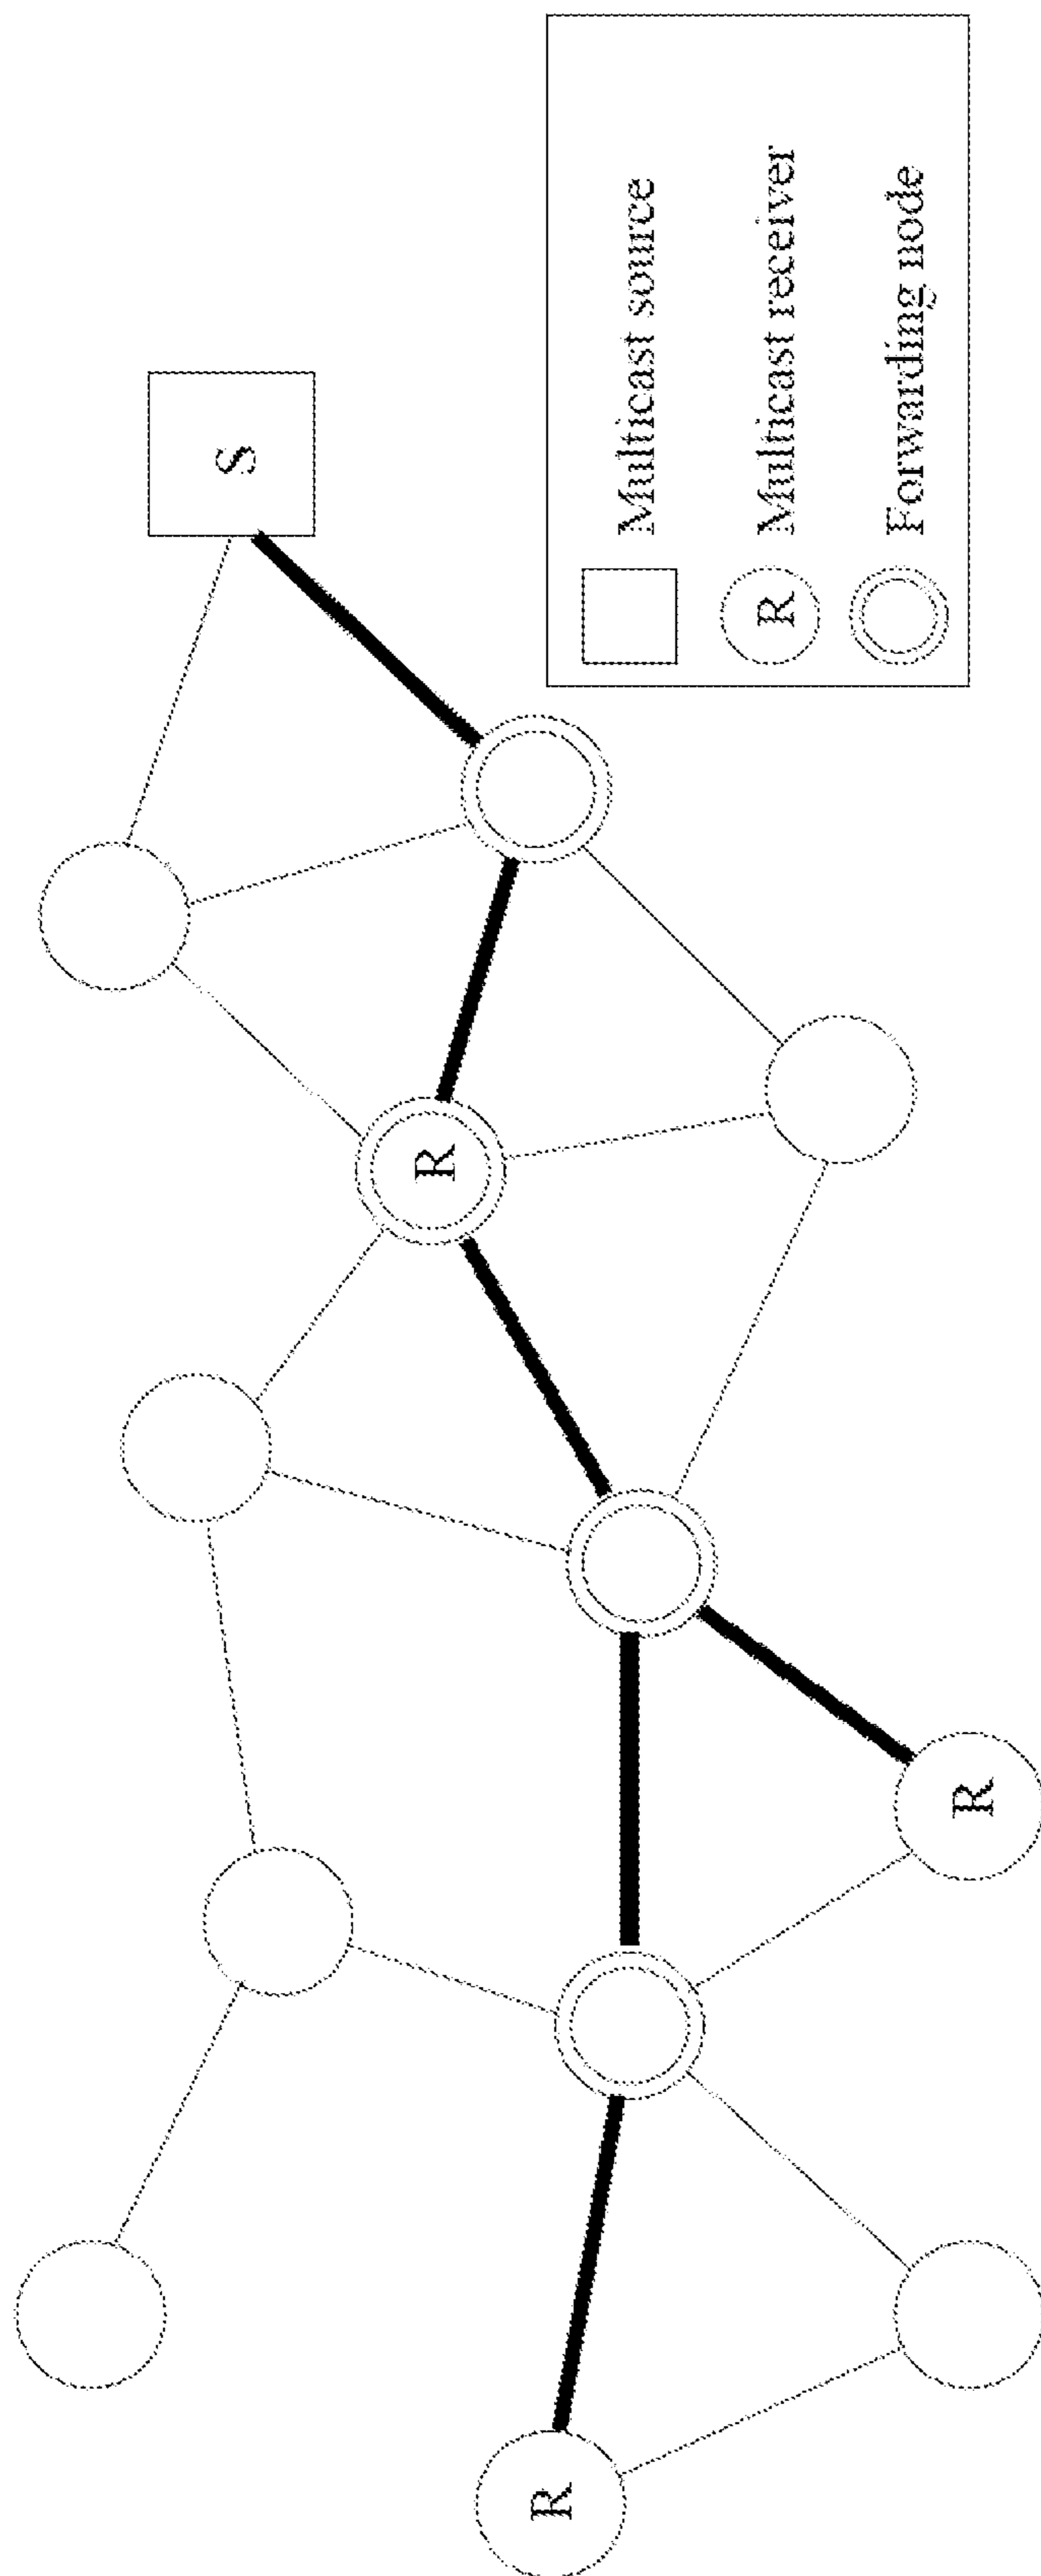 S
R
R
R
Multicast source
R Multicast receiver
Forwarding node